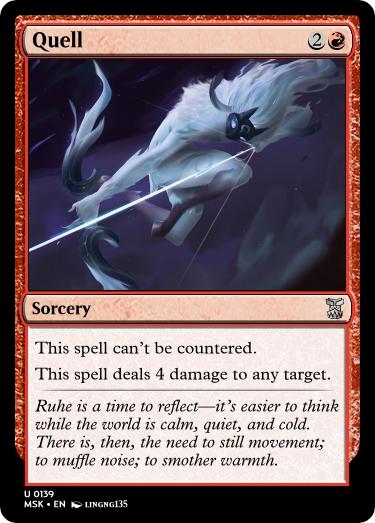 Quell
2
Sorcery
This spell can't be countered.
This spell deals 4 damage to any target.
Ruhe is a time to reflect—it's easier to think
while the world is calm, quiet, and cold.
There is, then, the need to still movement;
to muffle noise; to smother warmth.
U 0139
MSK • EN LINGNG135